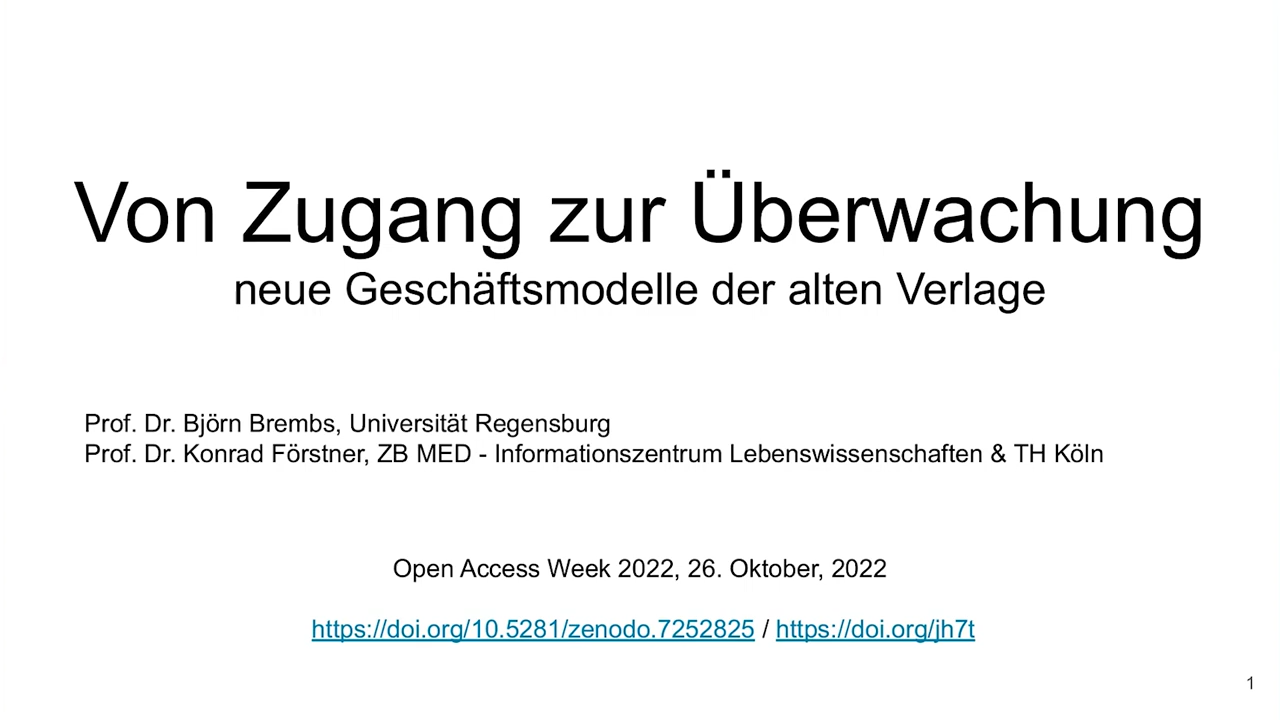 Von Zugang zur Überwachung
neue Geschäftsmodelle der alten Verlage
Prof. Dr. Björn Brembs, Universität Regensburg
Prof. Dr. Konrad Förstner, ZB MED - Informationszentrum Lebenswissenschaften & TH Köln
Open Access Week 2022, 26. Oktober, 2022
https://doi.org/10.5281/zenodo.7252825 / https://doi.org/jh7t
1